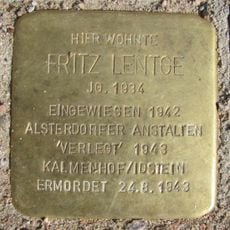 HIER WOHNTE
FRITZ LENTGE
JG. 1934
EINGEWIESEN 1942
ALSTERDORFER ANSTALTEN
'VERLEGT' 1943
KALMENHOF/IDSTEIN
ERMORDET 24.8.1943